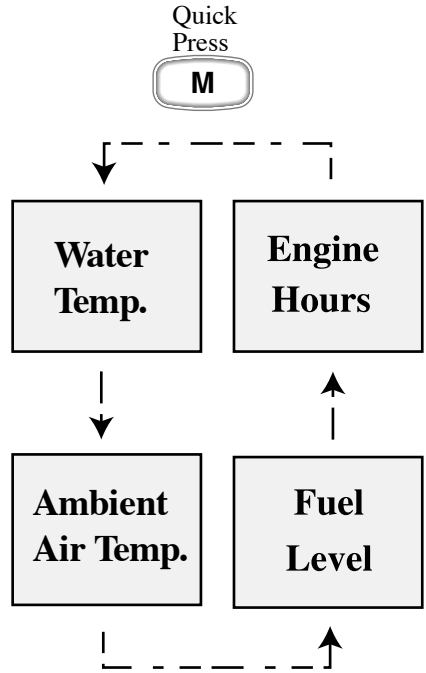 Quick
Press
M
Water
Temp.
Engine
Hours
Ambient
Air Temp.
Fuel
Level